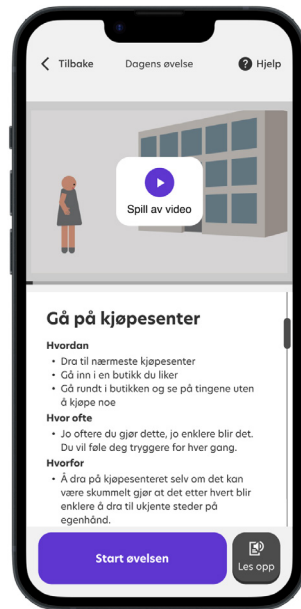 Tilbake Dagens øvelse Hjelp
Spill av video
Gå på kjøpesenter
Hvordan
• Dra til nærmeste kjøpesenter
• Gå inn i en butikk du liker
• Gå rundt i butikken og se på tingene uten
å kjøpe noe
Hvor ofte
• Jo oftere du gjør dette, jo enklere blir det.
Du vil føle deg tryggere for hver gang.
Hvorfor
• Å dra på kjøpesenteret selv om det kan
være skummelt gjør at det etter hvert blir
enklere å dra til ukjente steder på
egenhånd.
Start øvelsen
Les opp